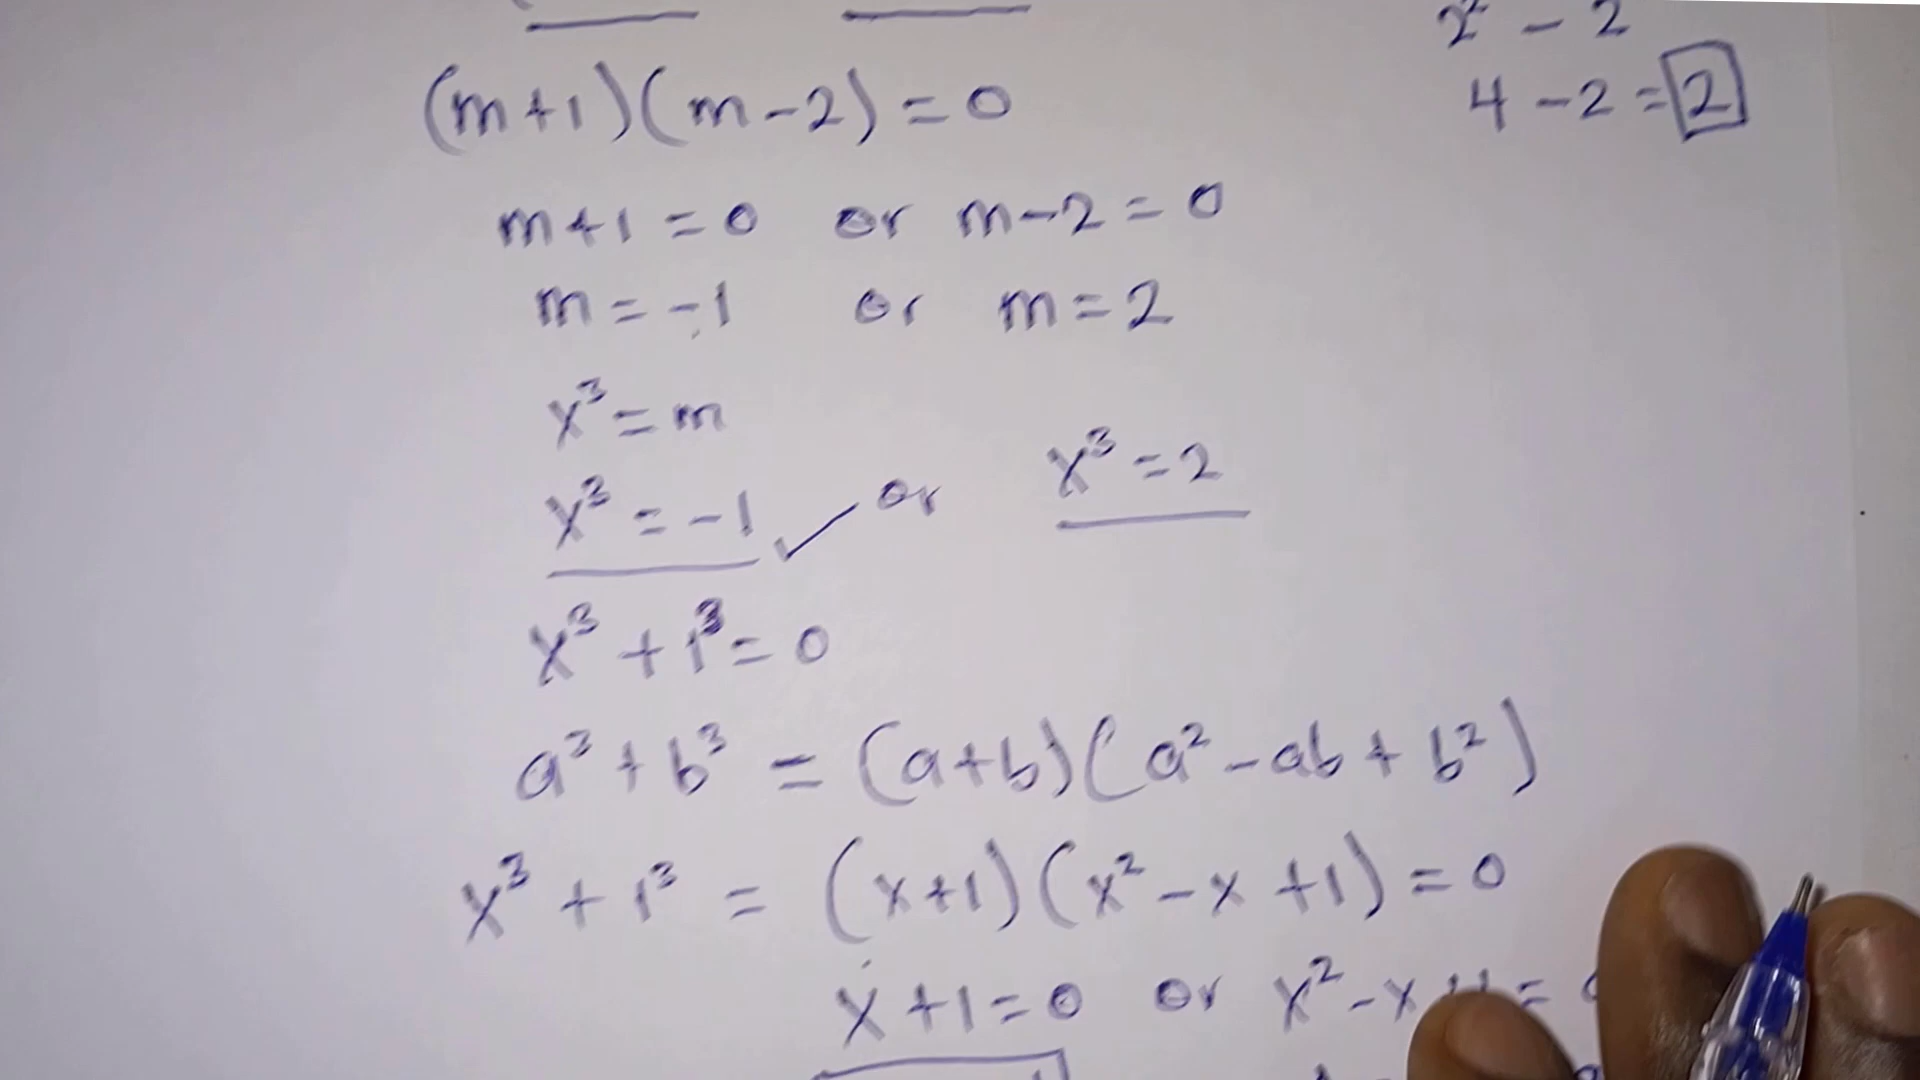 2² - 2
(m+1)(m-2) = 0
4 - 2 = 2
m+1 = 0 or m-2 = 0
m = -1 or m = 2
x³ = m
x³ = 2
x³ = -1 ✓ or
x³ + 1³ = 0
a³ + b³ = (a+b)(a² - ab + b²)
x³ + 1³ = (x+1)(x² - x + 1) = 0
x + 1 = 0 or x² - x + 1 =